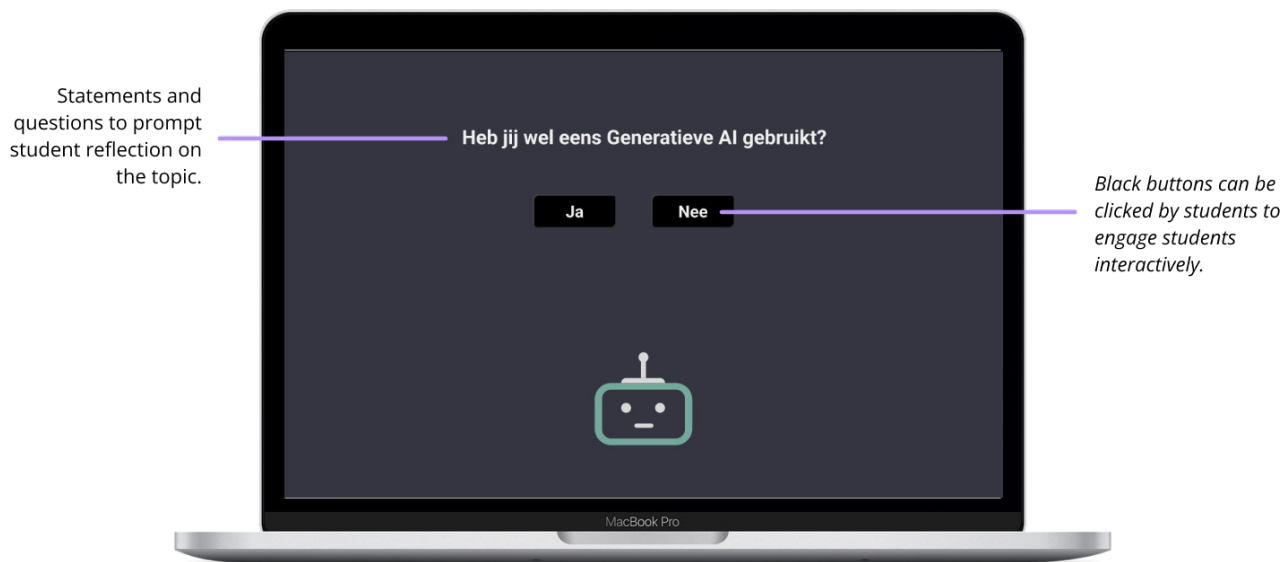 Statements and
questions to prompt
student reflection on
the topic.
Heb jij wel eens Generatieve AI gebruikt?
Ja
Nee
Black buttons can be
clicked by students to
engage students
interactively.
MacBook Pro